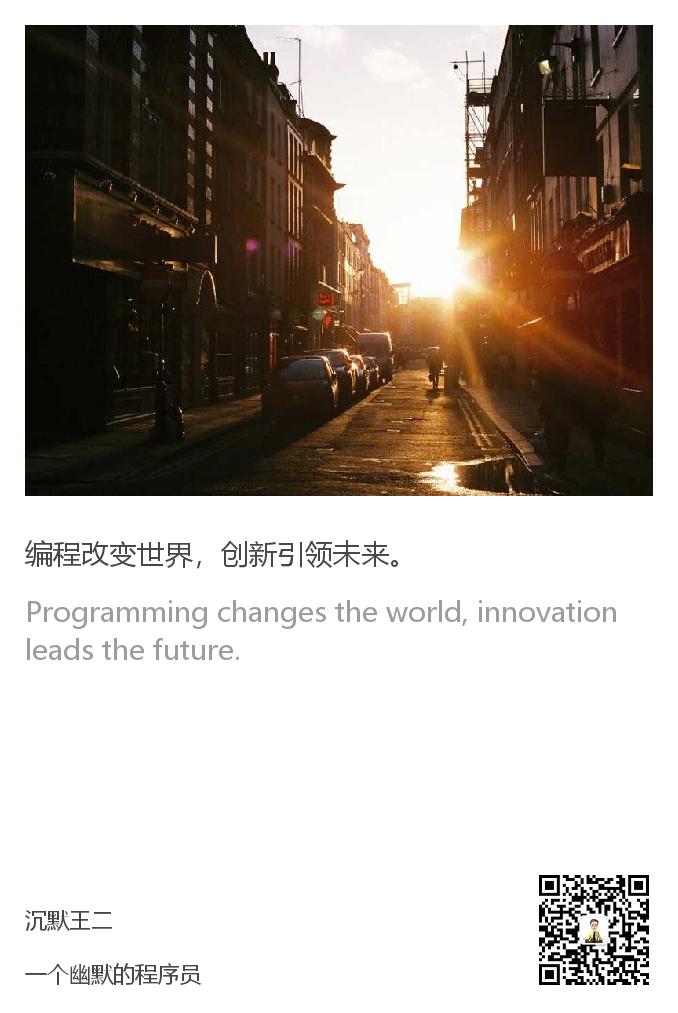 编程改变世界，创新引领未来。
Programming changes the world, innovation
leads the future.
沉默王二
一个幽默的程序员